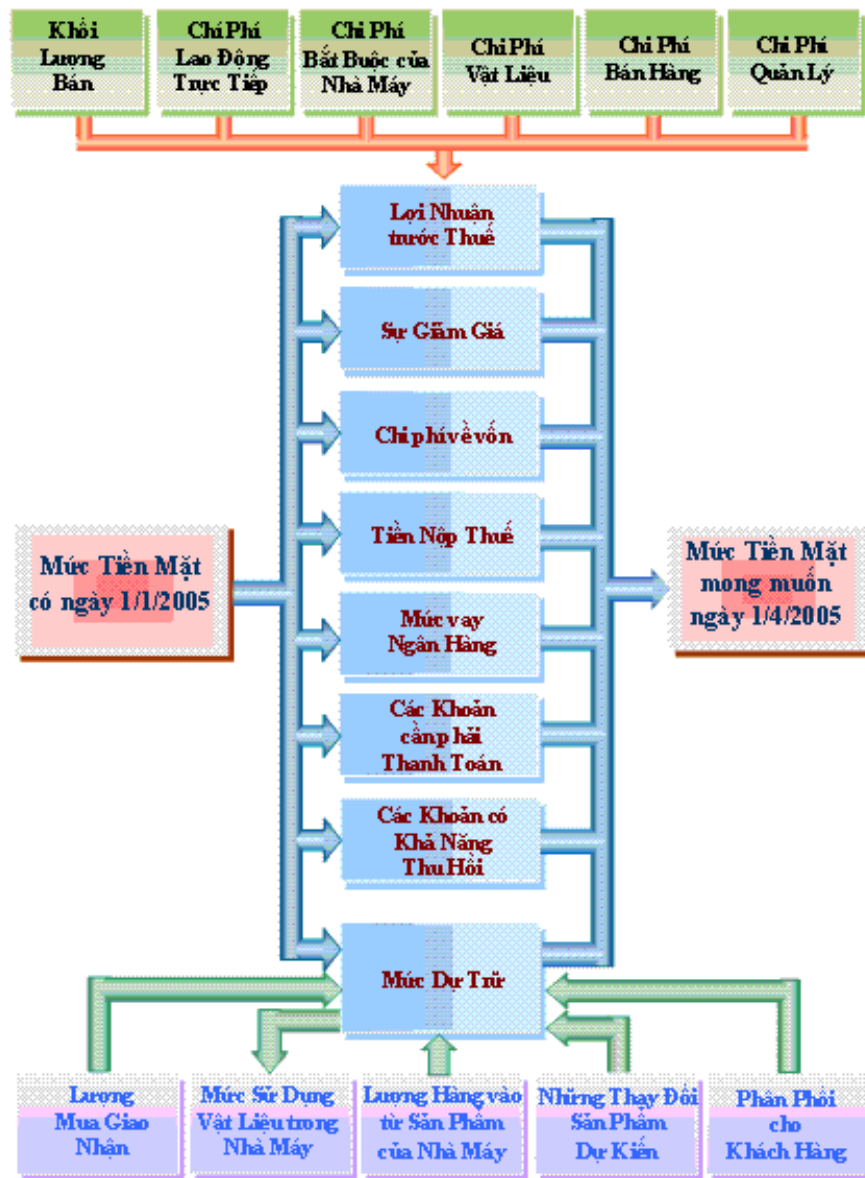 Khối
Lượng
Bán
Chi Phí
Lao Động
Trực Tiếp
Chi Phí
Bắt Buộc của
Nhà Máy
Chi Phí
Vật Liệu
Chi Phí
Bán Hàng
Chi Phí
Quản Lý
Lợi Nhuận
trước Thuế
Sự Giảm Giá
Chi phí về vốn
Tiền Nộp Thuế
Mức Tiền Mặt
có ngày 1/1/2005
Mức Tiền Mặt
mong muốn
ngày 1/4/2005
Mức vay
Ngân Hàng
Các Khoản
cần phải
Thanh Toán
Các Khoản có
Khả Năng
Thu Hồi
Mức Dự Trữ
Lượng
Mua Giao
Nhận
Mức Sử Dụng
Vật Liệu trong
Nhà Máy
Lượng Hàng vào
từ Sản Phẩm
của Nhà Máy
Những Thay Đổi
Sản Phẩm
Dự Kiến
Phân Phối
cho
Khách Hàng